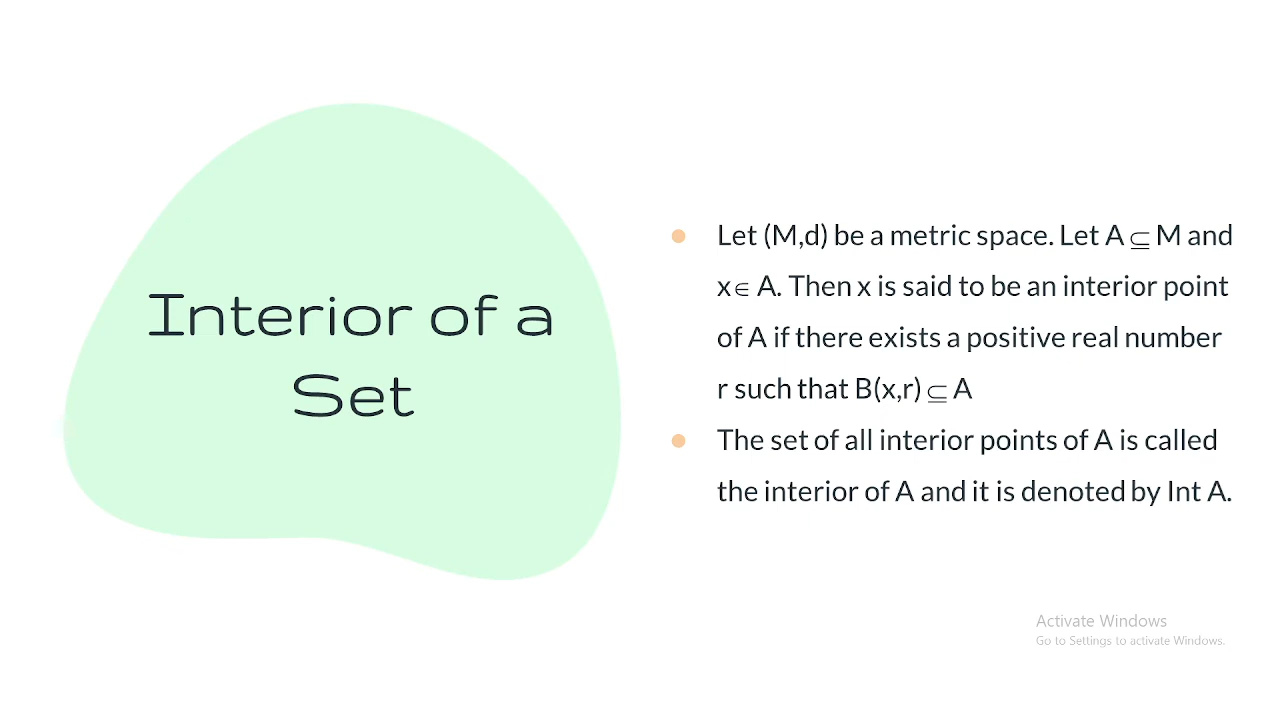 Interior of a
Set
Let (M,d) be a metric space. Let A ⊆ M and
x∈ A. Then x is said to be an interior point
of A if there exists a positive real number
r such that B(x,r) ⊆ A
The set of all interior points of A is called
the interior of A and it is denoted by Int A.
Activate Windows
Go to Settings to activate Windows.